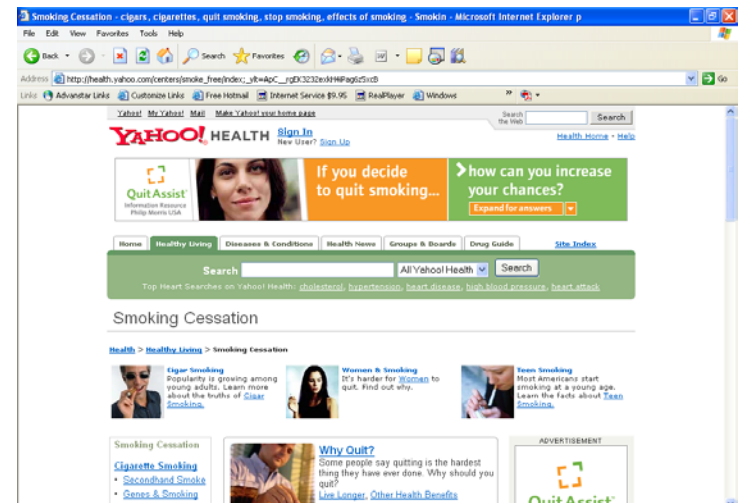 Smoking Cessation - cigars, cigarettes, quit smoking, stop smoking, effects of smoking - Smokin - Microsoft Internet Explorer p
File Edit View Favorites Tools Help
Back Search Favorites
Address http://health.yahoo.com/centers/smoke_free/index;_ylt=
Go
Links Advanstar Links Customize Links Free Hotmail Internet Service $9.95 RealPlayer Windows »
Yahoo! My Yahoo! Mail Make Yahoo! your home page
Search the Web Search
YAHOO! HEALTH Sign In
New User? Sign Up
Health Home - Help
QuitAssist
Information Resource
Philip Morris USA
If you decide
to quit smoking...
how can you increase
your chances?
Expand for answers
Home Healthy Living Diseases & Conditions Health News Groups & Boards Drug Guide Site Index
Search All Yahoo! Health Search
Top Heart Searches on Yahoo! Health: cholesterol, hypertension, heart disease, high blood pressure, heart attack
Smoking Cessation
Health > Healthy Living > Smoking Cessation
Cigar Smoking
Popularity is growing among
young adults. Learn more
about the truths of Cigar
Smoking.
Women & Smoking
It's harder for Women to
quit. Find out why.
Teen Smoking
Most Americans start
smoking at a young age.
Learn the facts about Teen
Smoking.
Smoking Cessation
Cigarette Smoking
• Secondhand Smoke
• Genes & Smoking
Why Quit?
Some people say quitting is the hardest
thing they have ever done. Why should you
quit?
Live Longer, Other Health Benefits
ADVERTISEMENT
QuitAssist